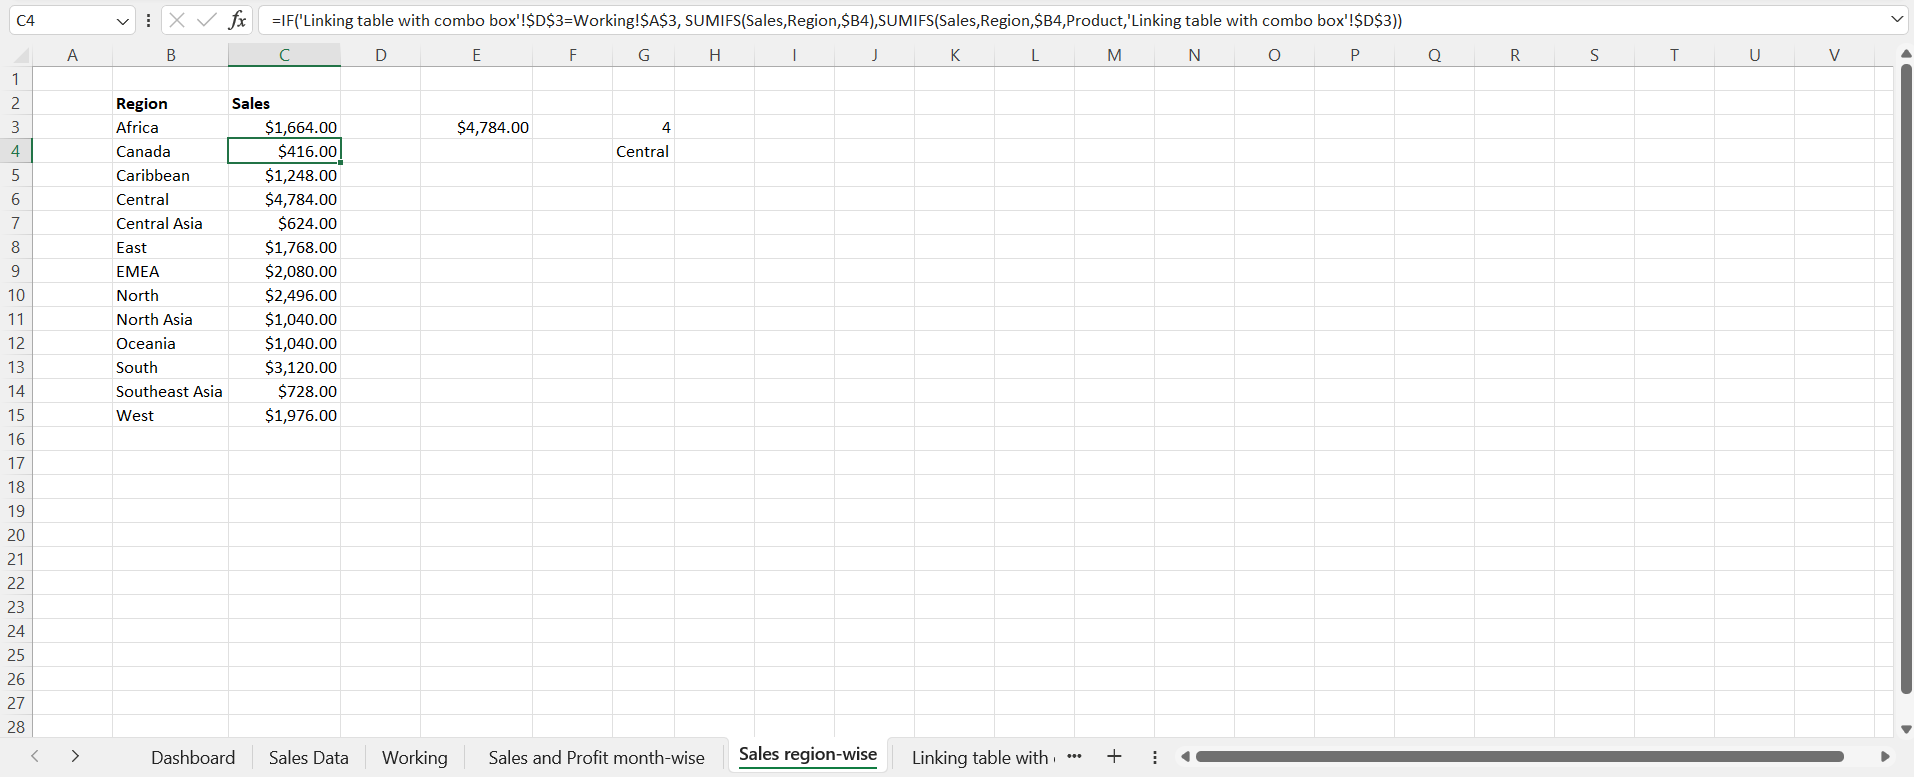 C4 fx =IF('Linking table with combo box'!$D$3=Working!$A$3, SUMIFS(Sales,Region,$B4),SUMIFS(Sales,Region,$B4,Product,'Linking table with combo box'!$D$3))
A B C D E F G H I J K L M N O P Q R S T U V
1
2 Region Sales
3 Africa $1,664.00 $4,784.00 4
4 Canada $416.00 Central
5 Caribbean $1,248.00
6 Central $4,784.00
7 Central Asia $624.00
8 East $1,768.00
9 EMEA $2,080.00
10 North $2,496.00
11 North Asia $1,040.00
12 Oceania $1,040.00
13 South $3,120.00
14 Southeast Asia $728.00
15 West $1,976.00
16
17
18
19
20
21
22
23
24
25
26
27
28
Dashboard Sales Data Working Sales and Profit month-wise Sales region-wise Linking table with